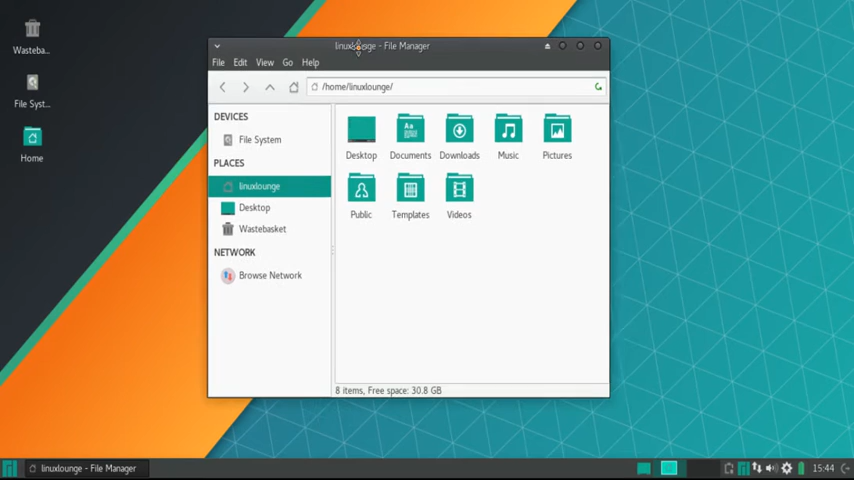 Wasteba...
File Syst...
Home
linuxlounge - File Manager
File Edit View Go Help
/home/linuxlounge/
DEVICES
File System
PLACES
linuxlounge
Desktop
Wastebasket
NETWORK
Browse Network
Desktop Documents Downloads Music Pictures
Aa
Public Templates Videos
8 items, Free space: 30.8 GB
linuxlounge - File Manager
15:44